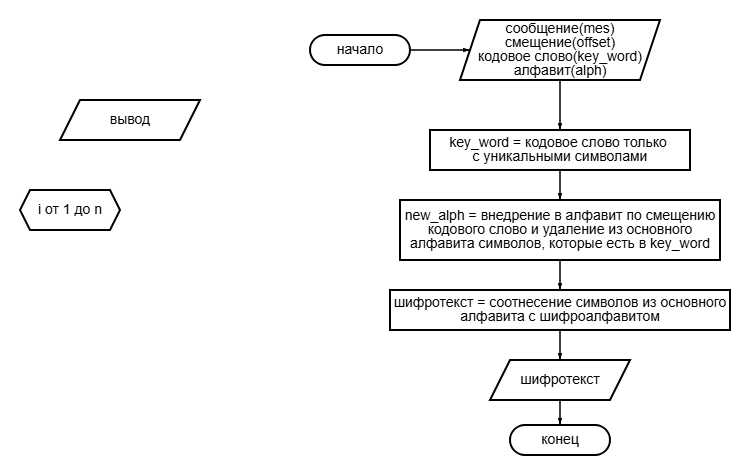 начало
сообщение(mes)
смещение(offset)
кодовое слово(key_word)
алфавит(alph)
вывод
key_word = кодовое слово только
с уникальными символами
i от 1 до n
new_alph = внедрение в алфавит по смещению
кодового слово и удаление из основного
алфавита символов, которые есть в key_word
шифротекст = соотнесение символов из основного
алфавита с шифроалфавитом
шифротекст
конец